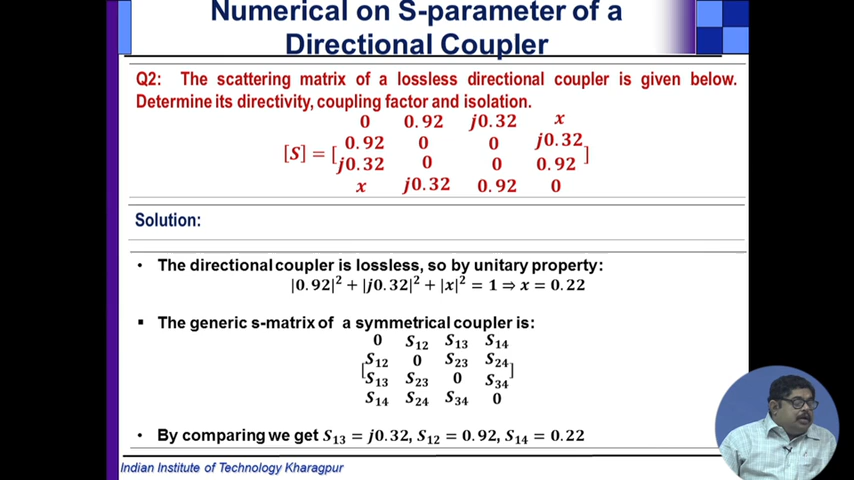 Numerical on S-parameter of a
Directional Coupler
Q2: The scattering matrix of a lossless directional coupler is given below.
Determine its directivity, coupling factor and isolation.
0 0.92 j0.32 x
[S] = [ 0.92 0 0 j0.32 ]
j0.32 0 0 0.92
x j0.32 0.92 0
Solution:
• The directional coupler is lossless, so by unitary property:
|0.92|² + |j0.32|² + |x|² = 1 ⇒ x = 0.22
▪ The generic s-matrix of a symmetrical coupler is:
0 S₁₂ S₁₃ S₁₄
[ S₁₂ 0 S₂₃ S₂₄ ]
S₁₃ S₂₃ 0 S₃₄
S₁₄ S₂₄ S₃₄ 0
• By comparing we get S₁₃ = j0.32, S₁₂ = 0.92, S₁₄ = 0.22
Indian Institute of Technology Kharagpur